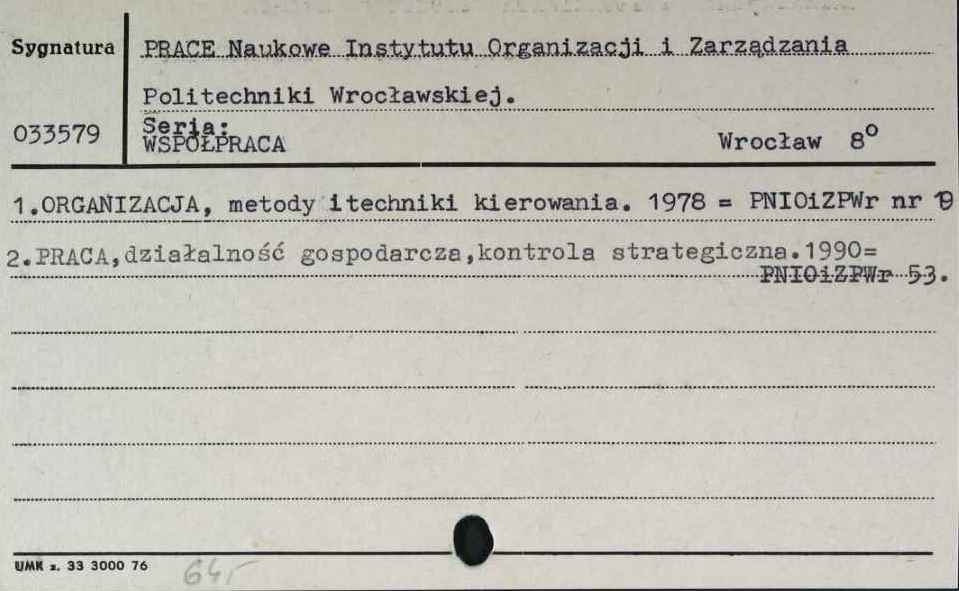 Sygnatura
PRACE Naukowe Instytutu Organizacji i Zarządzania
Politechniki Wrocławskiej.
033579
Seria:
WSPÓŁPRACA
Wrocław 8°
1.ORGANIZACJA, metody itechniki kierowania. 1978 = PNIOiZPWr nr 19
2.PRACA,działalność gospodarcza,kontrola strategiczna.1990=
PNIOiZPWr 53.
UMK z. 33 3000 76